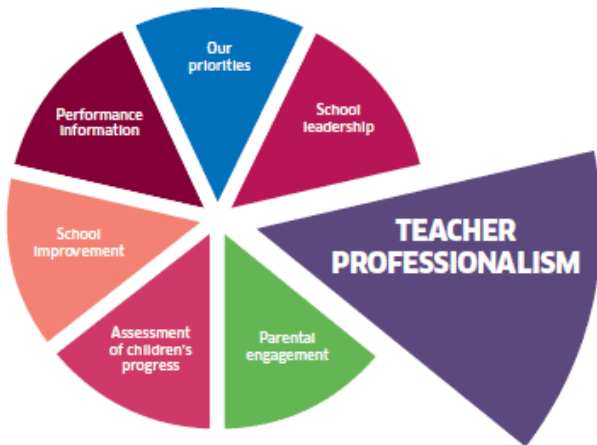 Our
priorities
School
leadership
TEACHER
PROFESSIONALISM
Parental
engagement
Assessment
of children's
progress
School
improvement
Performance
information